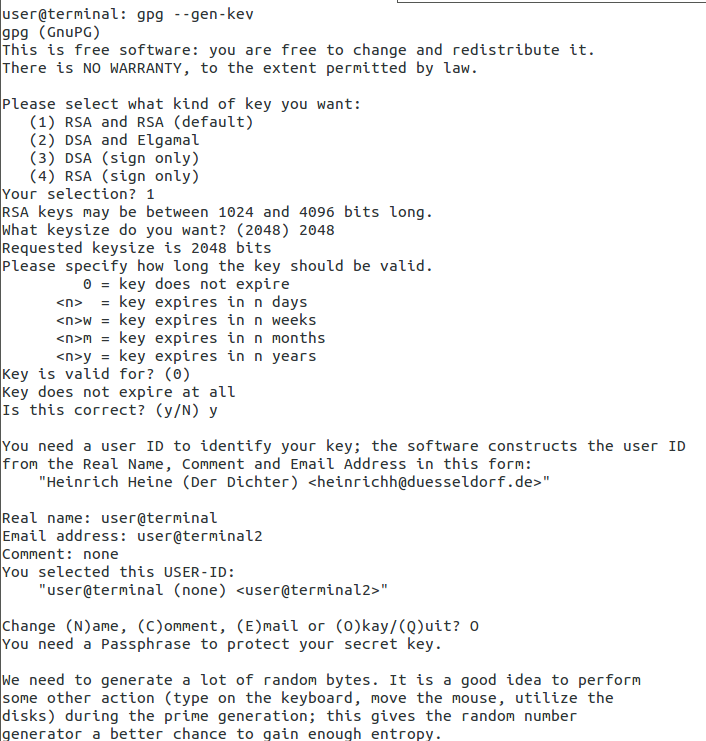 user@terminal: gpg --gen-key
gpg (GnuPG)
This is free software: you are free to change and redistribute it.
There is NO WARRANTY, to the extent permitted by law.

Please select what kind of key you want:
   (1) RSA and RSA (default)
   (2) DSA and Elgamal
   (3) DSA (sign only)
   (4) RSA (sign only)
Your selection? 1
RSA keys may be between 1024 and 4096 bits long.
What keysize do you want? (2048) 2048
Requested keysize is 2048 bits
Please specify how long the key should be valid.
         0 = key does not expire
      <n>  = key expires in n days
      <n>w = key expires in n weeks
      <n>m = key expires in n months
      <n>y = key expires in n years
Key is valid for? (0)
Key does not expire at all
Is this correct? (y/N) y

You need a user ID to identify your key; the software constructs the user ID
from the Real Name, Comment and Email Address in this form:
    "Heinrich Heine (Der Dichter) <heinrichh@duesseldorf.de>"

Real name: user@terminal
Email address: user@terminal2
Comment: none
You selected this USER-ID:
    "user@terminal (none) <user@terminal2>"

Change (N)ame, (C)omment, (E)mail or (O)kay/(Q)uit? O
You need a Passphrase to protect your secret key.

We need to generate a lot of random bytes. It is a good idea to perform
some other action (type on the keyboard, move the mouse, utilize the
disks) during the prime generation; this gives the random number
generator a better chance to gain enough entropy.